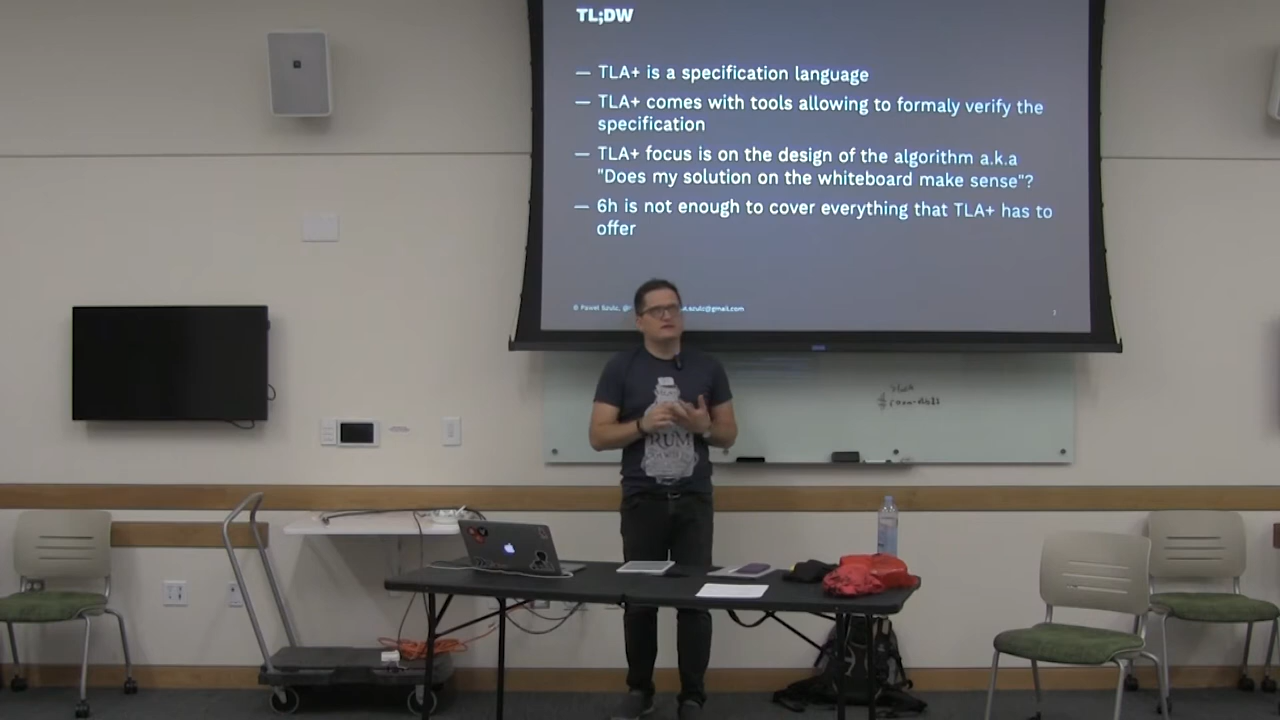 TL;DW
— TLA+ is a specification language
— TLA+ comes with tools allowing to formaly verify the
specification
— TLA+ focus is on the design of the algorithm a.k.a
"Does my solution on the whiteboard make sense"?
— 6h is not enough to cover everything that TLA+ has to
offer
© Pawel Szulc,
RUM